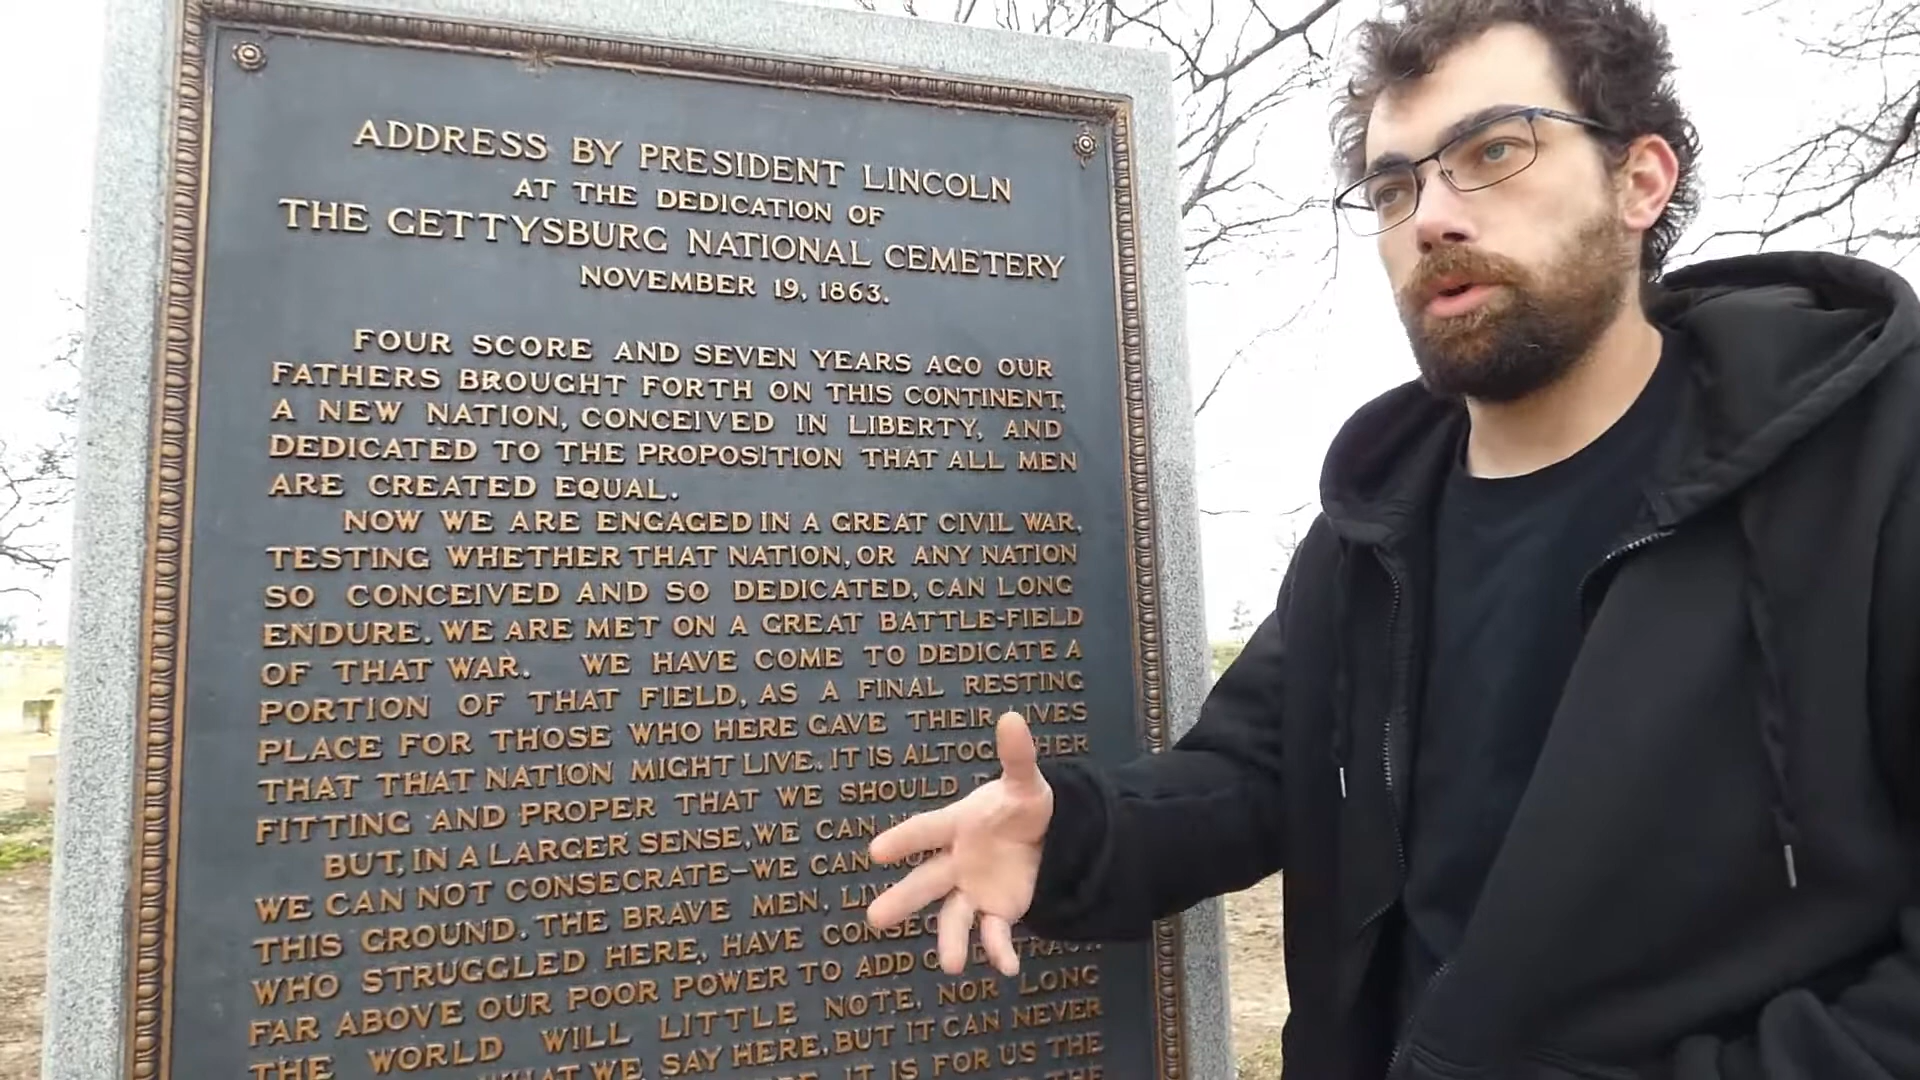 ADDRESS BY PRESIDENT LINCOLN
AT THE DEDICATION OF
THE GETTYSBURG NATIONAL CEMETERY
NOVEMBER 19, 1863.
FOUR SCORE AND SEVEN YEARS AGO OUR
FATHERS BROUGHT FORTH ON THIS CONTINENT,
A NEW NATION, CONCEIVED IN LIBERTY, AND
DEDICATED TO THE PROPOSITION THAT ALL MEN
ARE CREATED EQUAL.
NOW WE ARE ENGAGED IN A GREAT CIVIL WAR,
TESTING WHETHER THAT NATION, OR ANY NATION
SO CONCEIVED AND SO DEDICATED, CAN LONG
ENDURE. WE ARE MET ON A GREAT BATTLE-FIELD
OF THAT WAR. WE HAVE COME TO DEDICATE A
PORTION OF THAT FIELD, AS A FINAL RESTING
PLACE FOR THOSE WHO HERE GAVE THEIR LIVES
THAT THAT NATION MIGHT LIVE. IT IS ALTOGETHER
FITTING AND PROPER THAT WE SHOULD
BUT, IN A LARGER SENSE, WE CAN
WE CAN NOT CONSECRATE—WE CAN NOT
THIS GROUND. THE BRAVE MEN,
WHO STRUGGLED HERE, HAVE
FAR ABOVE OUR POOR POWER TO ADD OR DETRACT.
THE WORLD WILL LITTLE NOTE, NOR LONG
WHAT WE SAY HERE, BUT IT CAN NEVER
IT IS FOR US THE